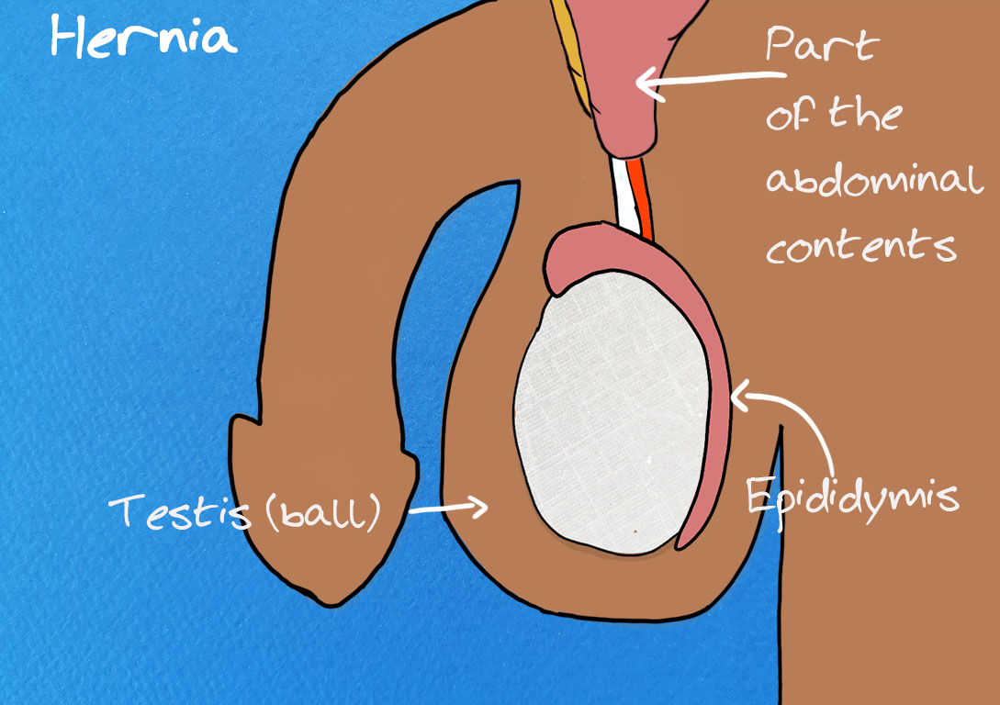 Hernia
Part
of the
abdominal
contents
Epididymis
Testis (ball)